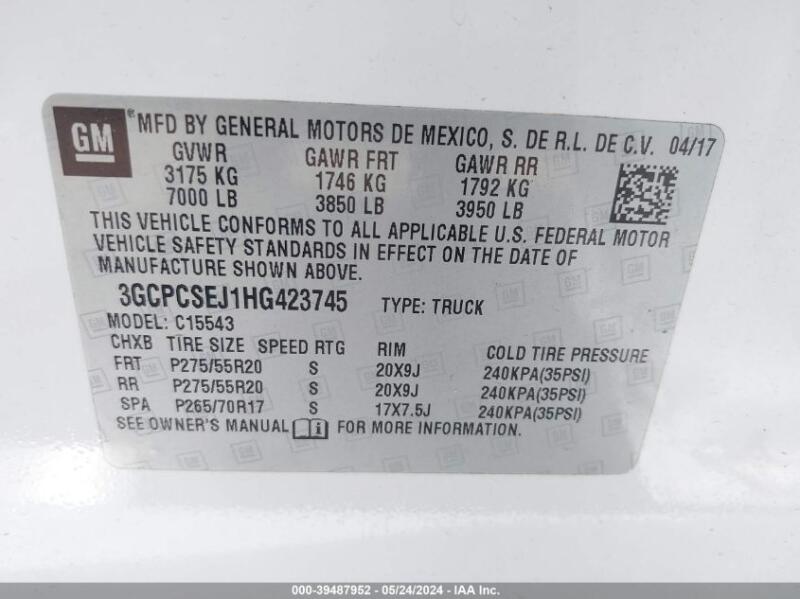 GM ® MFD BY GENERAL MOTORS DE MEXICO, S. DE R.L. DE C.V. 04/17
GVWR GAWR FRT GAWR RR
3175 KG 1746 KG 1792 KG
7000 LB 3850 LB 3950 LB
THIS VEHICLE CONFORMS TO ALL APPLICABLE U.S. FEDERAL MOTOR
VEHICLE SAFETY STANDARDS IN EFFECT ON THE DATE OF
MANUFACTURE SHOWN ABOVE.
3GCPCSEJ1HG423745 TYPE: TRUCK
MODEL: C15543
CHXB TIRE SIZE SPEED RTG RIM COLD TIRE PRESSURE
FRT P275/55R20 S 20X9J 240KPA(35PSI)
RR P275/55R20 S 20X9J 240KPA(35PSI)
SPA P265/70R17 S 17X7.5J 240KPA(35PSI)
SEE OWNER'S MANUAL i FOR MORE INFORMATION.
000-39487952 - 05/24/2024 - IAA Inc.